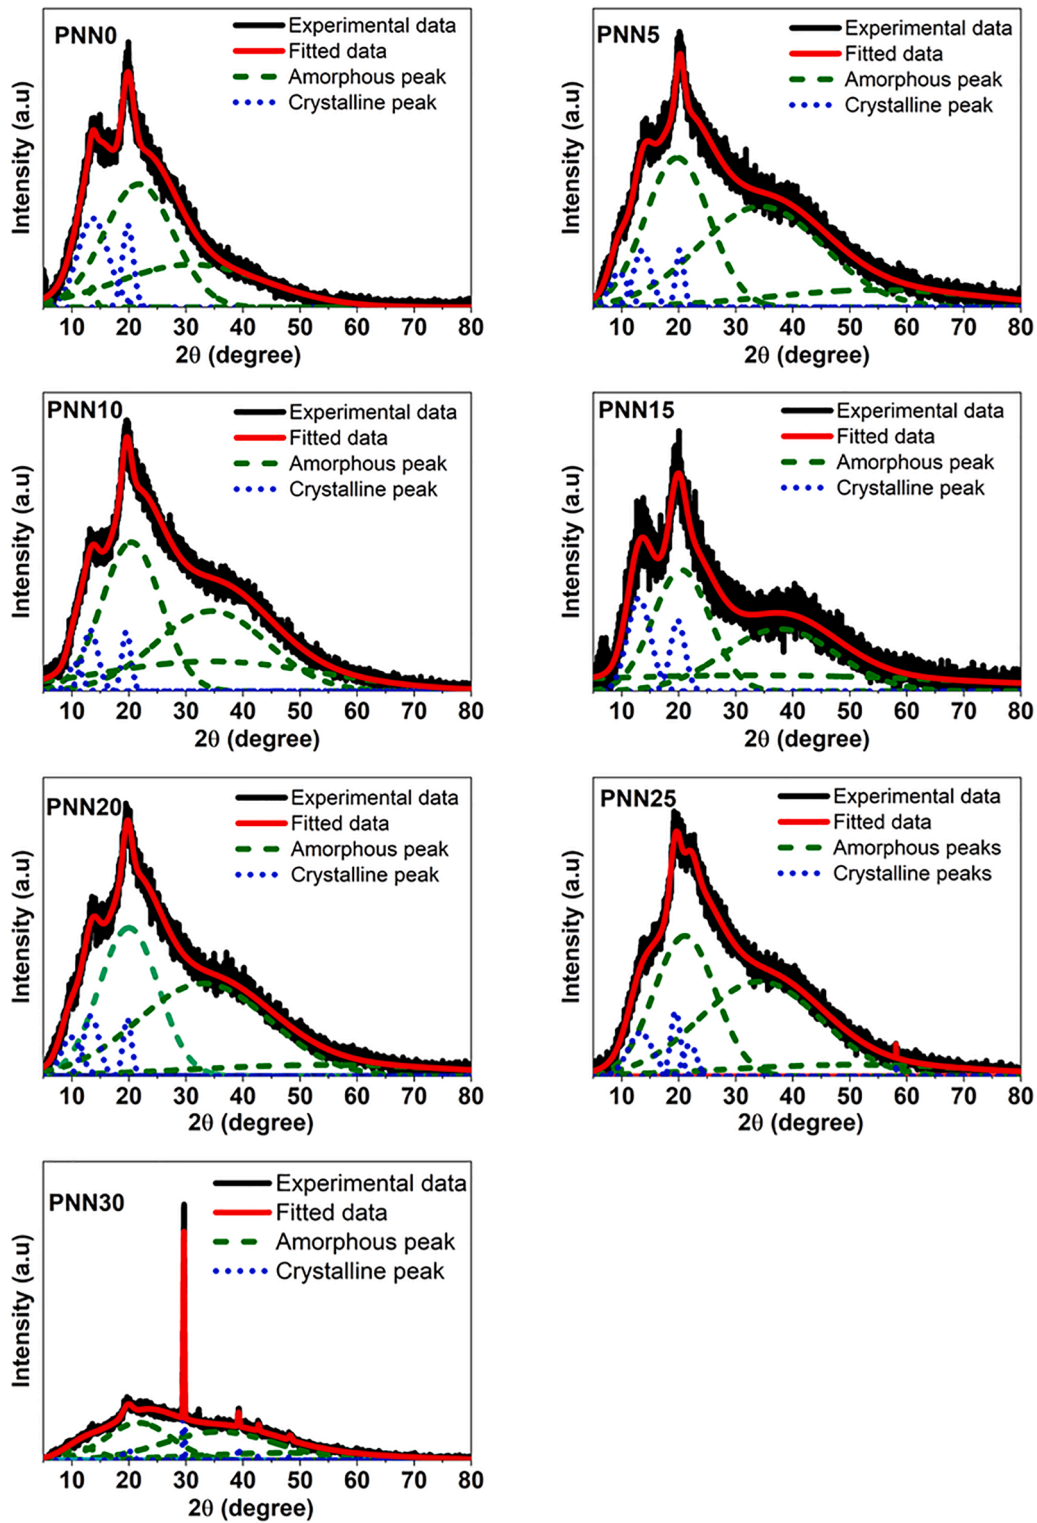 PNN0
Experimental data
Fitted data
Amorphous peak
Crystalline peak
Intensity (a.u)
10 20 30 40 50 60 70 80
2θ (degree)
PNN5
Experimental data
Fitted data
Amorphous peak
Crystalline peak
Intensity (a.u)
10 20 30 40 50 60 70 80
2θ (degree)
PNN10
Experimental data
Fitted data
Amorphous peak
Crystalline peak
Intensity (a.u)
10 20 30 40 50 60 70 80
2θ (degree)
PNN15
Experimental data
Fitted data
Amorphous peak
Crystalline peak
Intensity (a.u)
10 20 30 40 50 60 70 80
2θ (degree)
PNN20
Experimental data
Fitted data
Amorphous peak
Crystalline peak
Intensity (a.u)
10 20 30 40 50 60 70 80
2θ (degree)
PNN25
Experimental data
Fitted data
Amorphous peaks
Crystalline peaks
Intensity (a.u)
10 20 30 40 50 60 70 80
2θ (degree)
PNN30
Experimental data
Fitted data
Amorphous peak
Crystalline peak
Intensity (a.u)
10 20 30 40 50 60 70 80
2θ (degree)